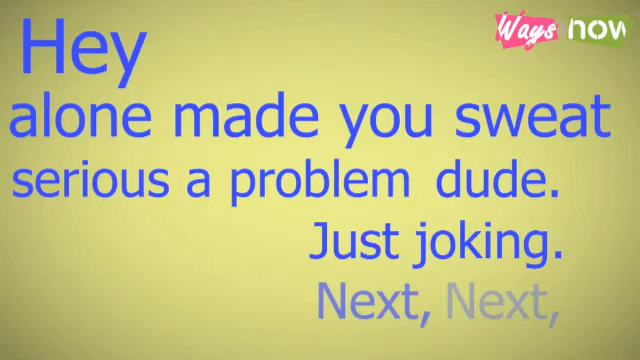 Ways now
Hey
alone made you sweat
serious a problem dude.
Just joking.
Next, Next,